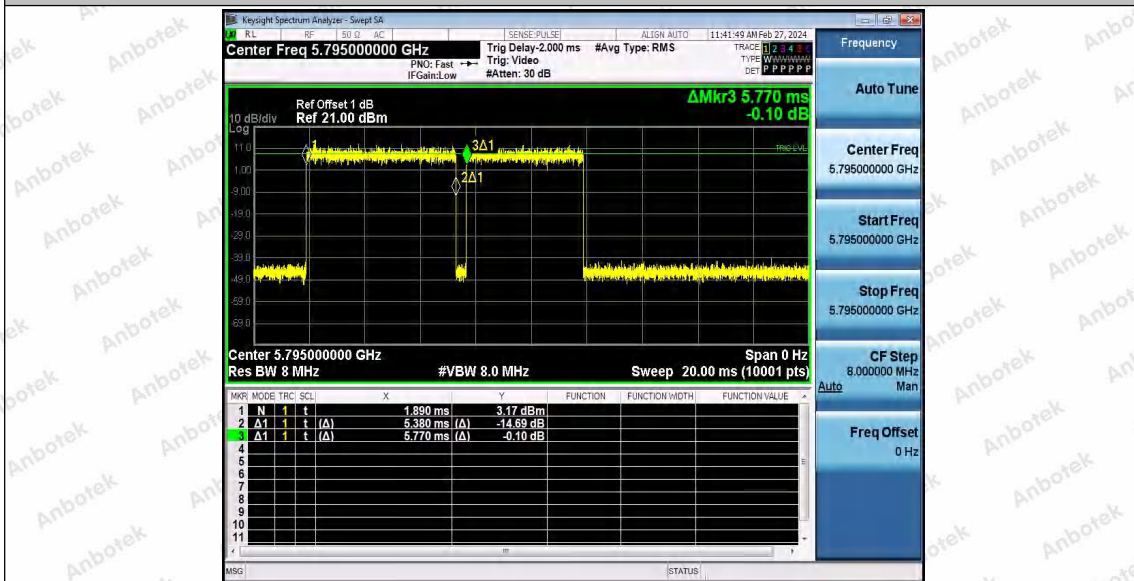 Keysight Spectrum Analyzer - Swept SA
RL RF 50 Ω AC SENSE:PULSE ALIGN AUTO 11:41:49 AM Feb 27, 2024
Center Freq 5.795000000 GHz
PNO: Fast
IFGain:Low
Trig Delay-2.000 ms
Trig: Video
#Atten: 30 dB
#Avg Type: RMS
TRACE 1 2 3 4 5 6
TYPE WWWWWW
DET P P P P P P
Frequency
Auto Tune
Center Freq
5.795000000 GHz
Start Freq
5.795000000 GHz
Stop Freq
5.795000000 GHz
CF Step
8.000000 MHz
Auto Man
Freq Offset
0 Hz
ΔMkr3 5.770 ms
-0.10 dB
Ref Offset 1 dB
10 dB/div Ref 21.00 dBm
Log
11.0
1.00
-9.00
-19.0
-29.0
-39.0
-49.0
-59.0
-69.0
1
2Δ1
3Δ1
TRIG LVL
Center 5.795000000 GHz Span 0 Hz
Res BW 8 MHz #VBW 8.0 MHz Sweep 20.00 ms (10001 pts)
MKR MODE TRC SCL X Y FUNCTION FUNCTION WIDTH FUNCTION VALUE
1 N 1 t 1.890 ms 3.17 dBm
2 Δ1 1 t (Δ) 5.380 ms (Δ) -14.69 dB
3 Δ1 1 t (Δ) 5.770 ms (Δ) -0.10 dB
4
5
6
7
8
9
10
11
MSG STATUS
Anbotek